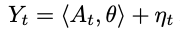 Y_t = ⟨A_t, θ⟩ + η_t